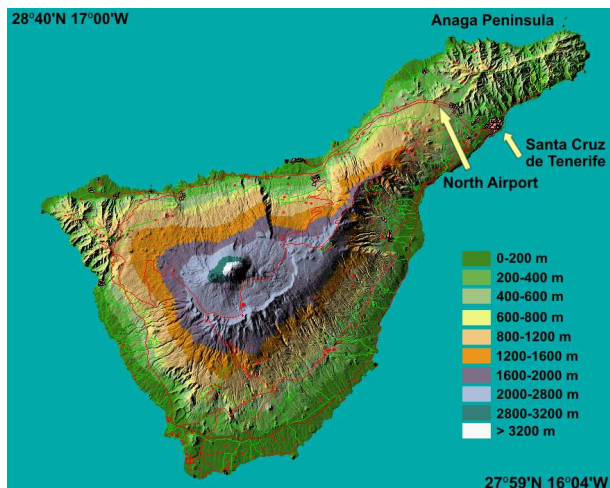 28°40'N 17°00'W
Anaga Peninsula
Santa Cruz
de Tenerife
North Airport
0-200 m
200-400 m
400-600 m
600-800 m
800-1200 m
1200-1600 m
1600-2000 m
2000-2800 m
2800-3200 m
> 3200 m
27°59'N 16°04'W